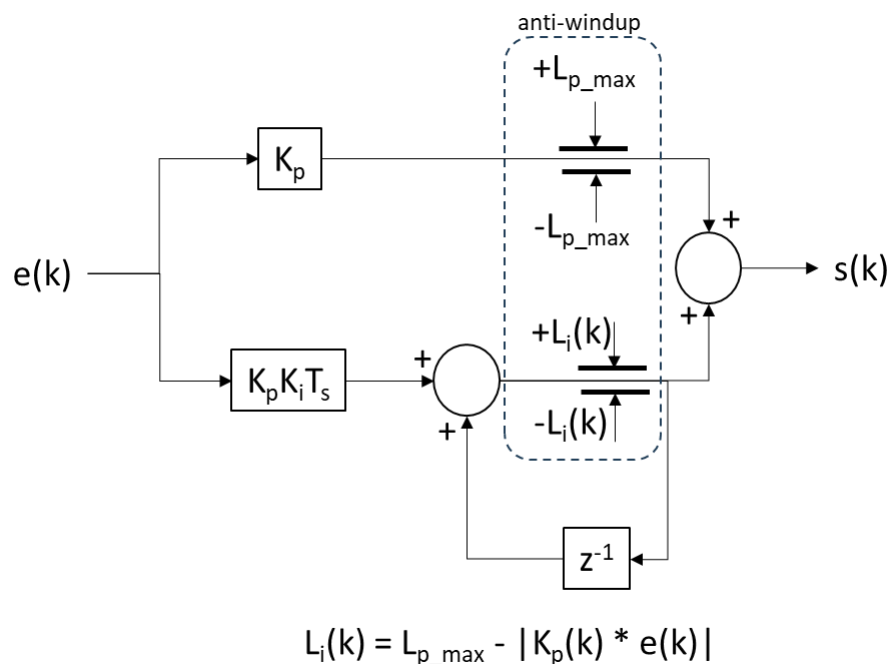 anti-windup
+Lp_max
Kp
-Lp_max
+
e(k)
s(k)
+
+Li(k)
+
KpKiTs
-Li(k)
+
z-1
Li(k) = Lp_max - |Kp(k) * e(k)|